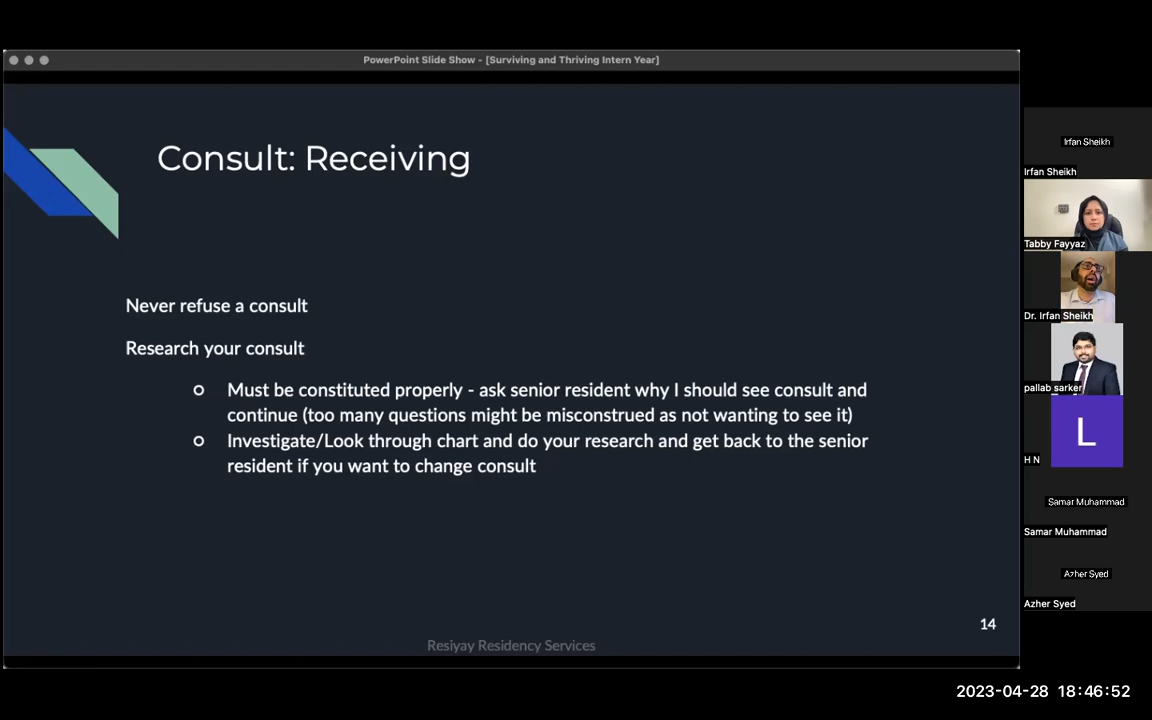 PowerPoint Slide Show - [Surviving and Thriving Intern Year]
Consult: Receiving
Never refuse a consult
Research your consult
Must be constituted properly - ask senior resident why I should see consult and
continue (too many questions might be misconstrued as not wanting to see it)
Investigate/Look through chart and do your research and get back to the senior
resident if you want to change consult
14
Resiyay Residency Services
Irfan Sheikh
Irfan Sheikh
Tabby Fayyaz
Dr. Irfan Sheikh
pallab sarker
L
H N
Samar Muhammad
Samar Muhammad
Azher Syed
Azher Syed
2023-04-28 18:46:52